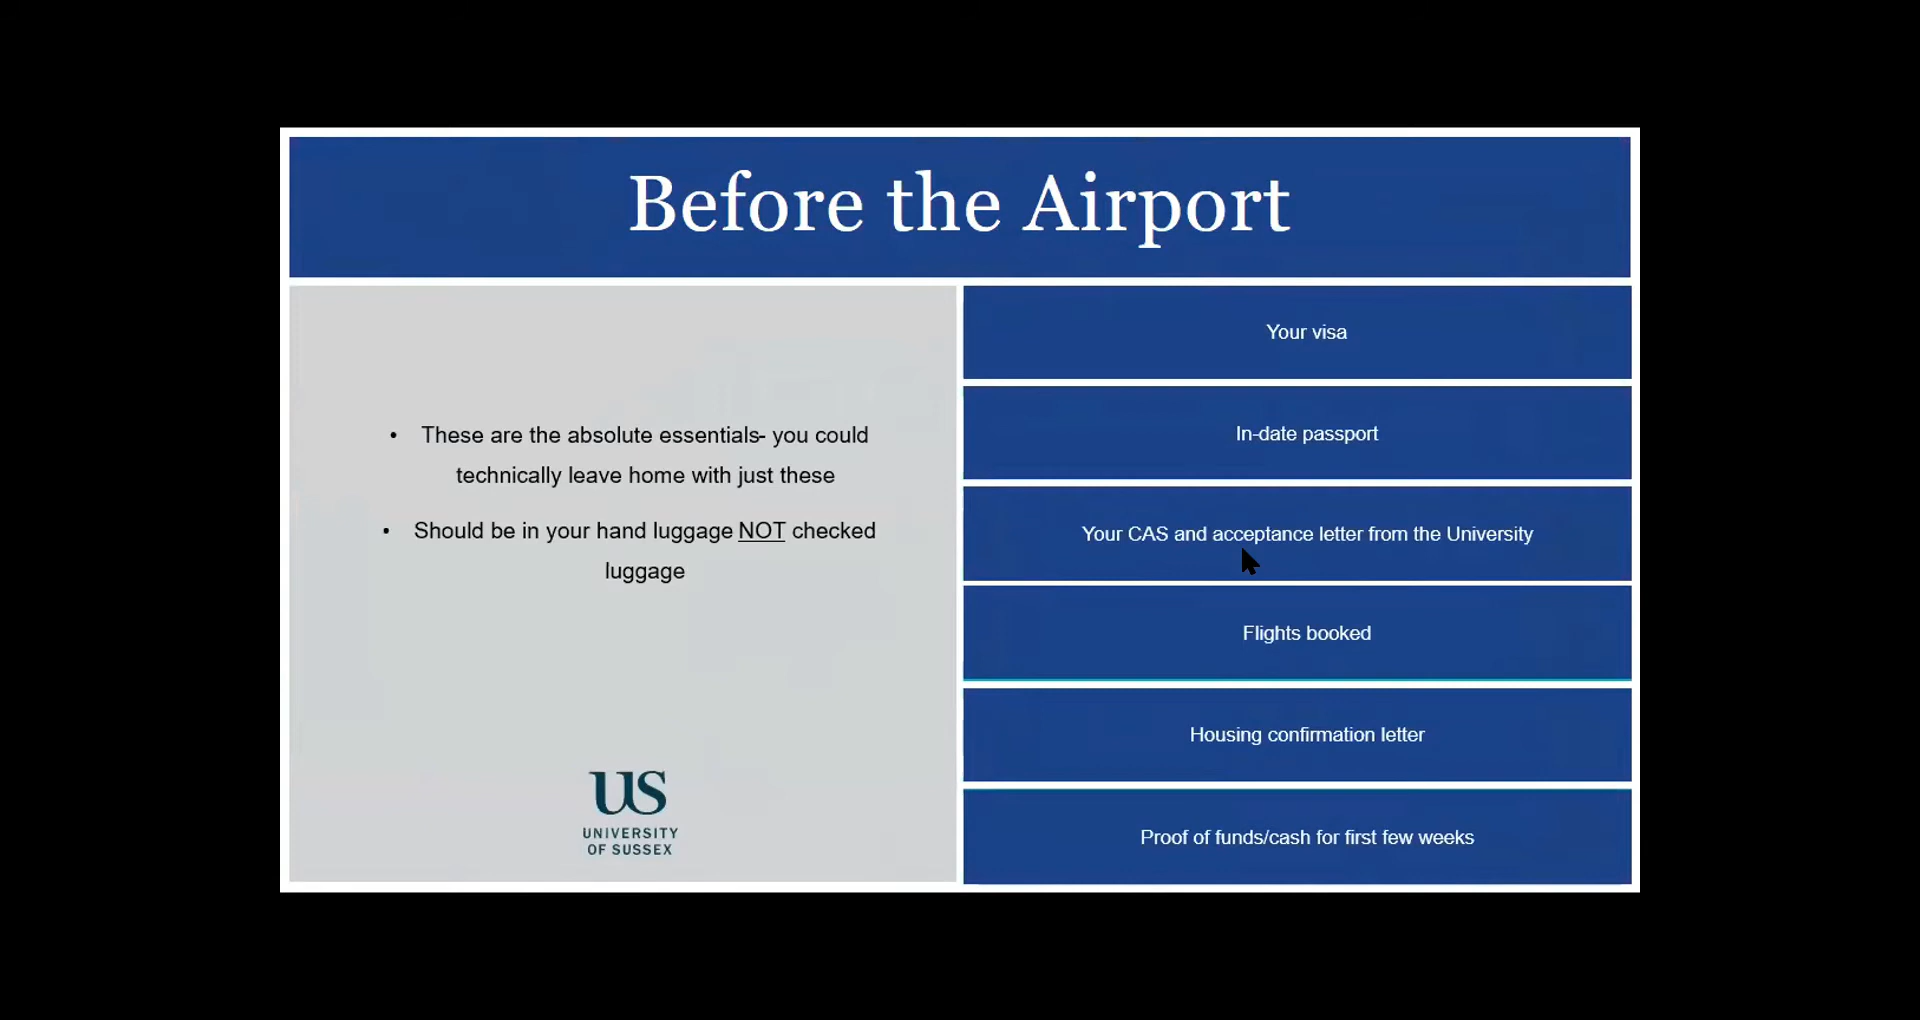 Before the Airport
• These are the absolute essentials- you could
technically leave home with just these
• Should be in your hand luggage NOT checked
luggage
US
UNIVERSITY
OF SUSSEX
Your visa
In-date passport
Your CAS and acceptance letter from the University
Flights booked
Housing confirmation letter
Proof of funds/cash for first few weeks